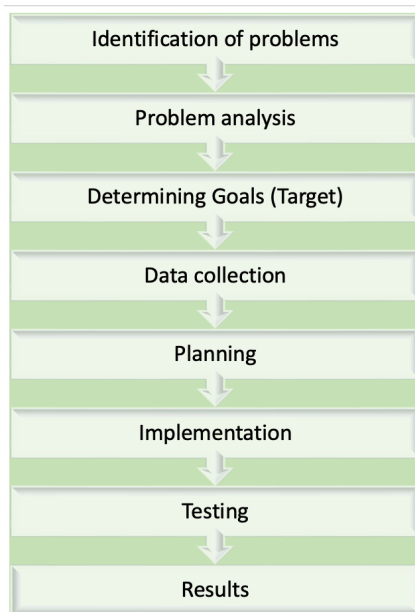 Identification of problems
Problem analysis
Determining Goals (Target)
Data collection
Planning
Implementation
Testing
Results